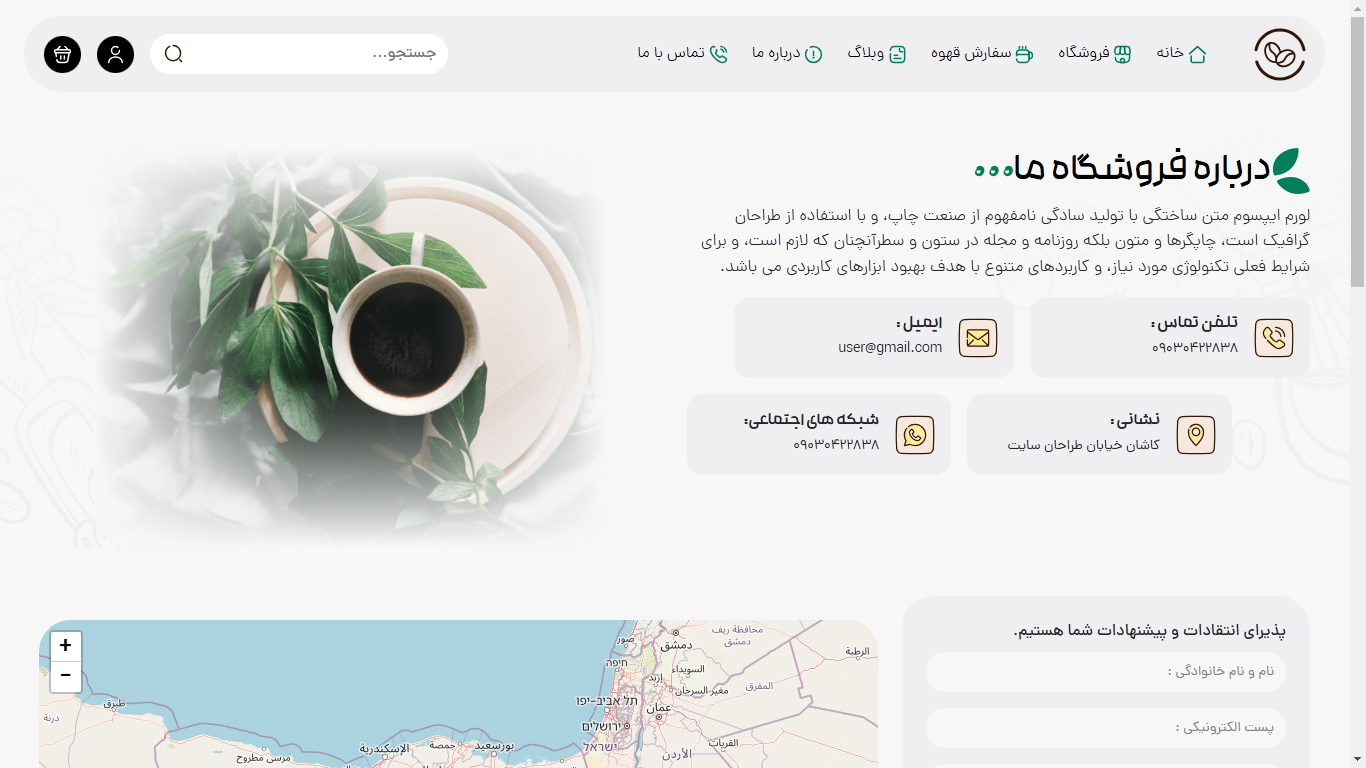 خانه
فروشگاه
سفارش قهوه
وبلاگ
درباره ما
تماس با ما
جستجو...
درباره فروشگاه ما...
لورم ایپسوم متن ساختگی با تولید سادگی نامفهوم از صنعت چاپ، و با استفاده از طراحان
گرافیک است، چاپگرها و متون بلکه روزنامه و مجله در ستون و سطرآنچنان که لازم است، و برای
شرایط فعلی تکنولوژی مورد نیاز، و کاربردهای متنوع با هدف بهبود ابزارهای کاربردی می باشد.
تلفن تماس :
۰۹۰۳۰۴۲۲۸۳۸
ایمیل :
user@gmail.com
نشانی :
کاشان خیابان طراحان سایت
شبکه های اجتماعی:
۰۹۰۳۰۴۲۲۸۳۸
پذیرای انتقادات و پیشنهادات شما هستیم.
نام و نام خانوادگی :
پست الکترونیکی :
+
−
صور
دمشق
محافظة ريف
دمشق
الرطبة
חיפה
السويداء
إربد
مغير السرحان
المفرق
תל אביב-יפו
عمان
ירושלים
ישראל
الأردن
القريات
طبرق
درنة
مرسى مطروح
الإسكندرية
جمصة
بورسعيد